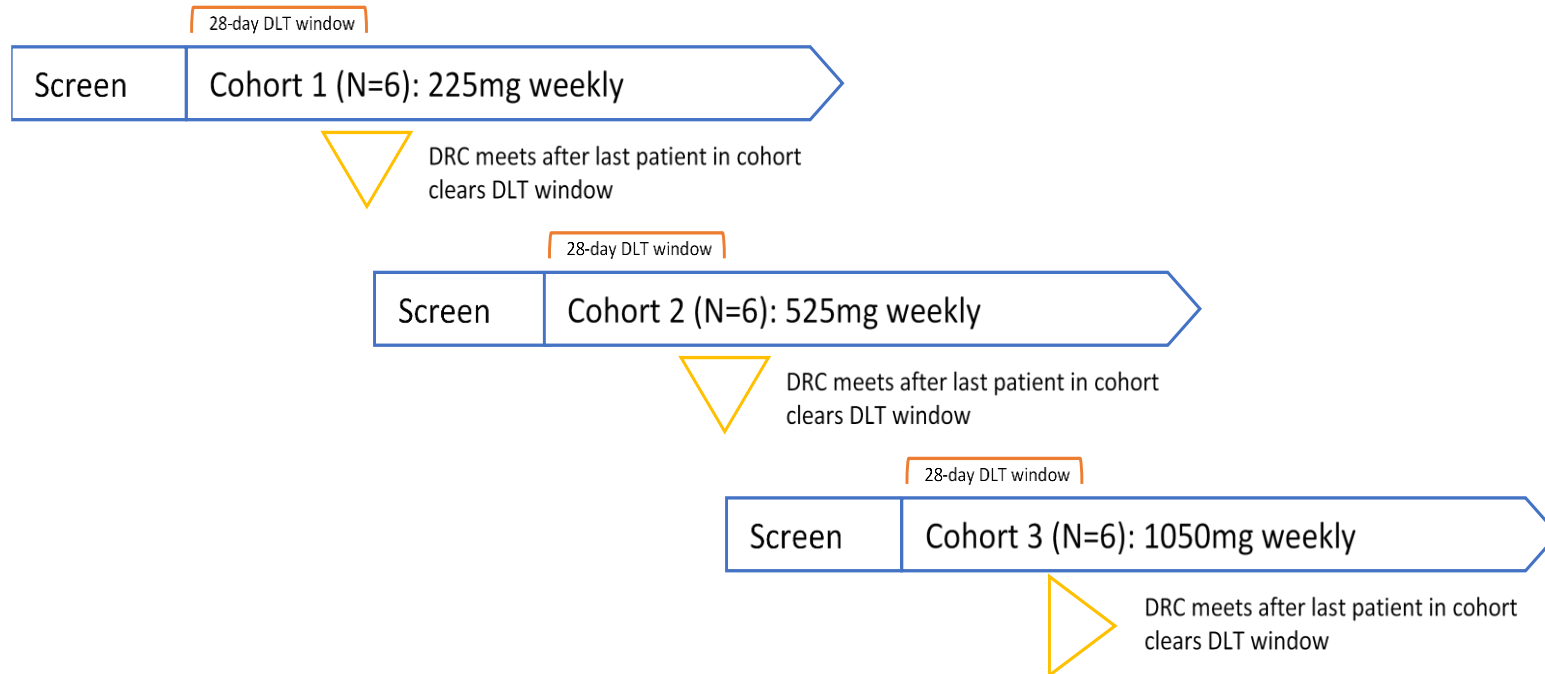 28-day DLT window
Screen
Cohort 1 (N=6): 225mg weekly
DRC meets after last patient in cohort
clears DLT window
28-day DLT window
Screen
Cohort 2 (N=6): 525mg weekly
DRC meets after last patient in cohort
clears DLT window
28-day DLT window
Screen
Cohort 3 (N=6): 1050mg weekly
DRC meets after last patient in cohort
clears DLT window